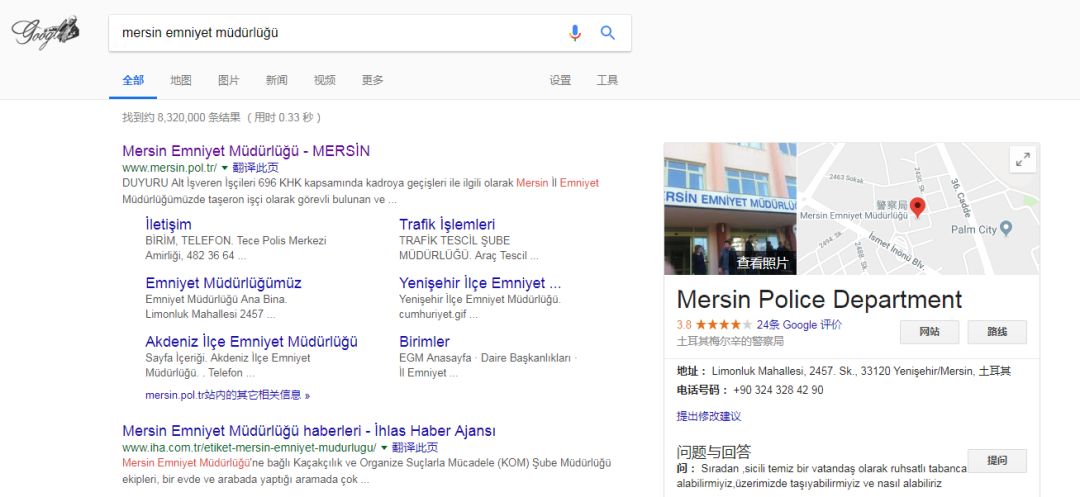 Google
mersin emniyet müdürlüğü
全部 地图 图片 新闻 视频 更多 设置 工具
找到约 8,320,000 条结果 （用时 0.33 秒）
Mersin Emniyet Müdürlüğü - MERSİN
www.mersin.pol.tr/ 翻译此页
DUYURU Alt İşveren İşçileri 696 KHK kapsamında kadroya geçişleri ile ilgili olarak Mersin İl Emniyet
Müdürlüğümüzde taşeron işçi olarak görevli bulunan ve ...
İletişim
BİRİM, TELEFON. Tece Polis Merkezi
Amirliği, 482 36 64 ...
Trafik İşlemleri
TRAFİK TESCİL ŞUBE
MÜDÜRLÜĞÜ. Araç Tescil ...
Emniyet Müdürlüğümüz
Emniyet Müdürlüğü Ana Bina.
Limonluk Mahallesi 2457 ...
Yenişehir İlçe Emniyet ...
Yenişehir İlçe Emniyet Müdürlüğü.
cumhuriyet.gif ...
Akdeniz İlçe Emniyet Müdürlüğü
Sayfa İçeriği. Akdeniz İlçe Emniyet
Müdürlüğü. . Telefon ...
Birimler
EGM Anasayfa · Daire Başkanlıkları ·
İl Emniyet ...
mersin.pol.tr站内的其它相关信息 »
Mersin Emniyet Müdürlüğü haberleri - İhlas Haber Ajansı
www.iha.com.tr/etiket-mersin-emniyet-mudurlugu/ 翻译此页
Mersin Emniyet Müdürlüğü'ne bağlı Kaçakçılık ve Organize Suçlarla Mücadele (KOM) Şube Müdürlüğü
ekipleri, bir evde ve arabada yaptığı aramada çok ...
RSİN EMNİYET MÜDÜRLÜ
查看照片
2463 Sokak
2480. Sk.
36. Cadde
警察局
Mersin Emniyet Müdürlüğü
Palm City
2494. Sk.
2488. Sk.
İsmet İnönü Blv.
Mersin Police Department
3.8 24条 Google 评价
土耳其梅尔辛的警察局
网站 路线
地址： Limonluk Mahallesi, 2457. Sk., 33120 Yenişehir/Mersin, 土耳其
电话号码： +90 324 328 42 90
提出修改建议
问题与回答
提问
问： Sıradan ,sicili temiz bir vatandaş olarak ruhsatlı tabanca
alabilirmiyiz,üzerimizde taşıyabilirmiyiz ve nasıl alabiliriz